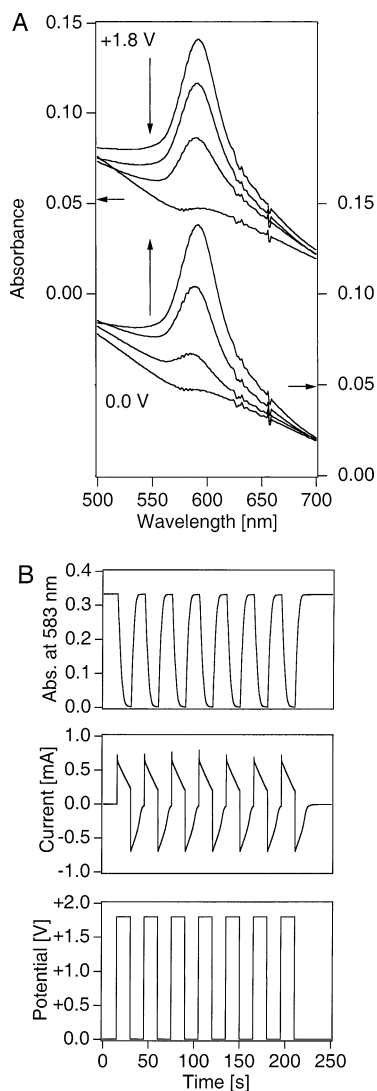 A
0.15
+1.8 V
0.10
0.05
0.15
Absorbance
0.00
0.10
0.05
0.0 V
0.00
500 550 600 650 700
Wavelength [nm]
B
0.4
0.3
0.2
0.1
0.0
Abs. at 583 nm
1.0
0.5
0.0
-0.5
-1.0
Current [mA]
+2.0
+1.5
+1.0
+0.5
0.0
Potential [V]
0 50 100 150 200 250
Time [s]